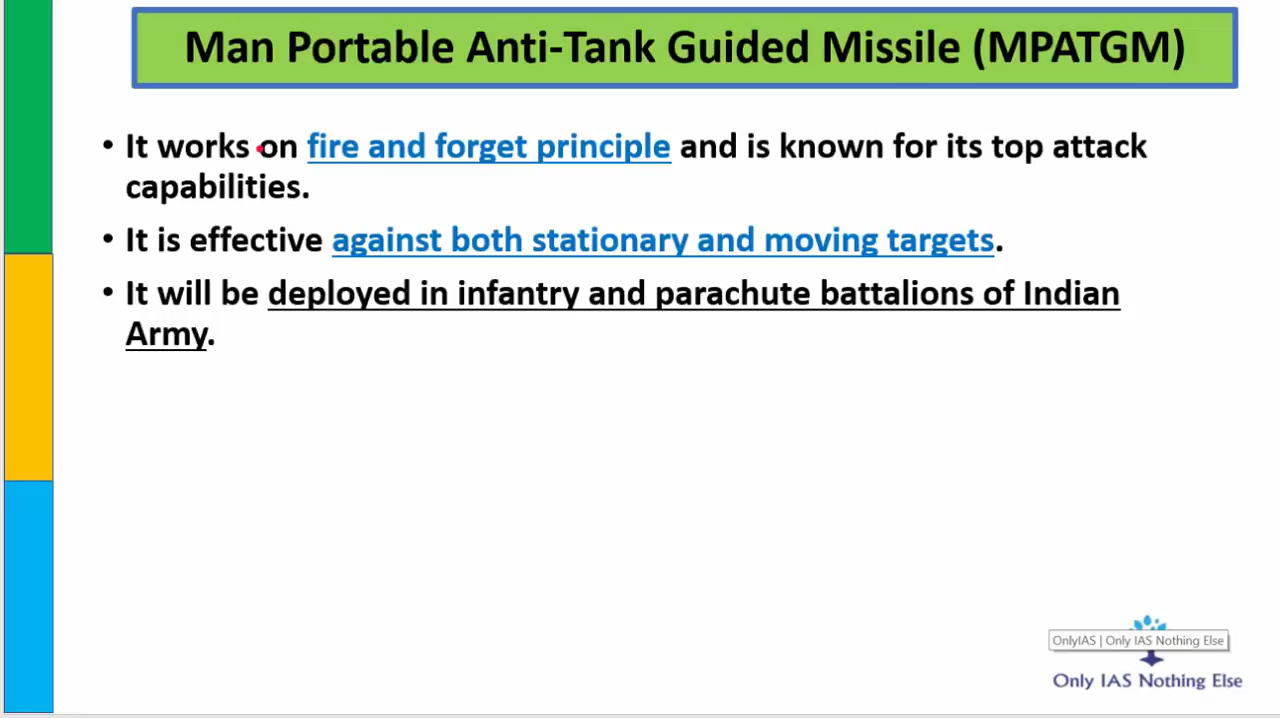 Man Portable Anti-Tank Guided Missile (MPATGM)
• It works on fire and forget principle and is known for its top attack
capabilities.
• It is effective against both stationary and moving targets.
• It will be deployed in infantry and parachute battalions of Indian
Army.
OnlyIAS | Only IAS Nothing Else
Only IAS Nothing Else